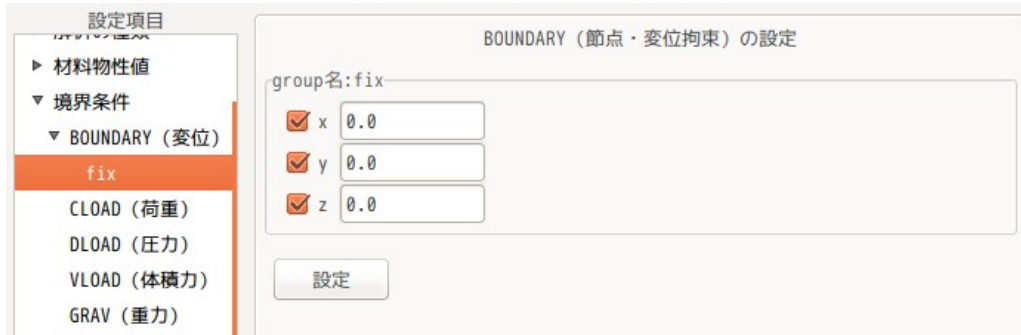 設定項目
材料物性値
境界条件
BOUNDARY (変位)
fix
CLOAD (荷重)
DLOAD (圧力)
VLOAD (体積力)
GRAV (重力)
BOUNDARY (節点・変位拘束) の設定
group名:fix
x 0.0
y 0.0
z 0.0
設定